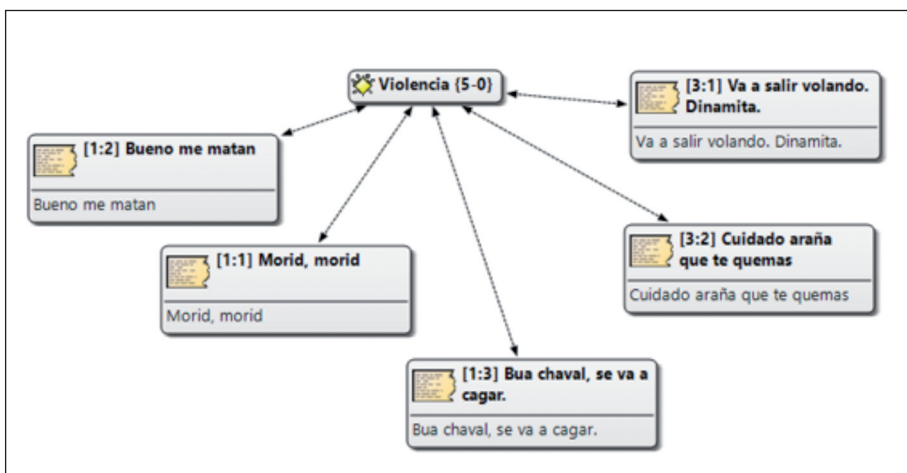 Violencia {5-0}
[3:1] Va a salir volando.
Dinamita.
Va a salir volando. Dinamita.
[1:2] Bueno me matan
Bueno me matan
[3:2] Cuidado araña
que te quemas
Cuidado araña que te quemas
[1:1] Morid, morid
Morid, morid
[1:3] Bua chaval, se va a
cagar.
Bua chaval, se va a cagar.